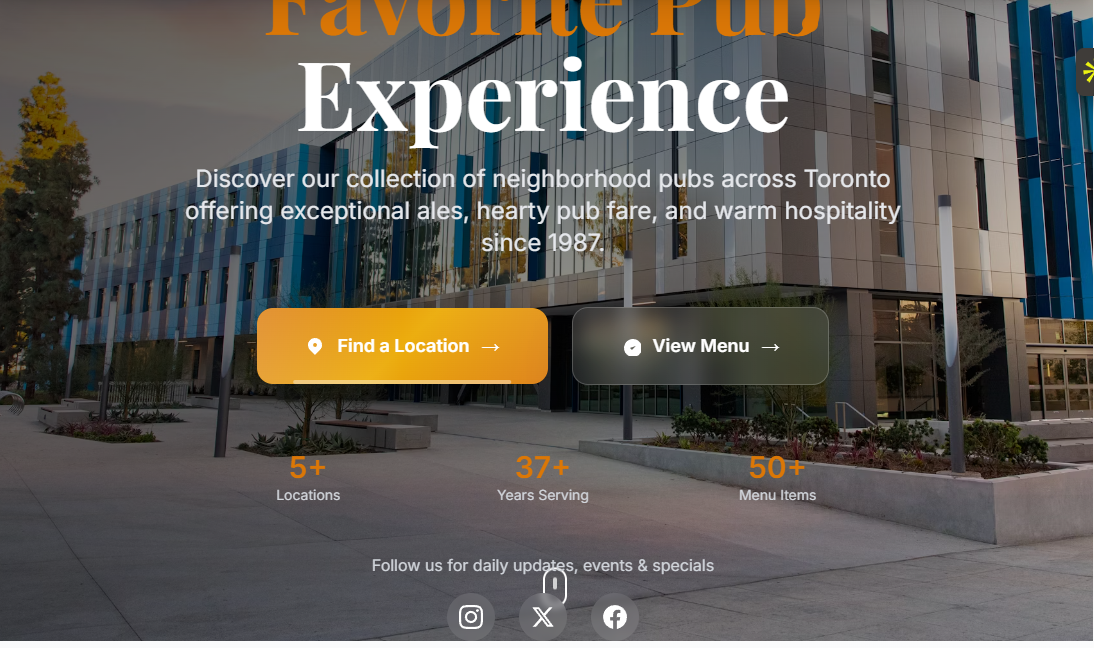 Favorite Pub
Experience
Discover our collection of neighborhood pubs across Toronto
offering exceptional ales, hearty pub fare, and warm hospitality
since 1987.
Find a Location →
View Menu →
5+
Locations
37+
Years Serving
50+
Menu Items
Follow us for daily updates, events & specials